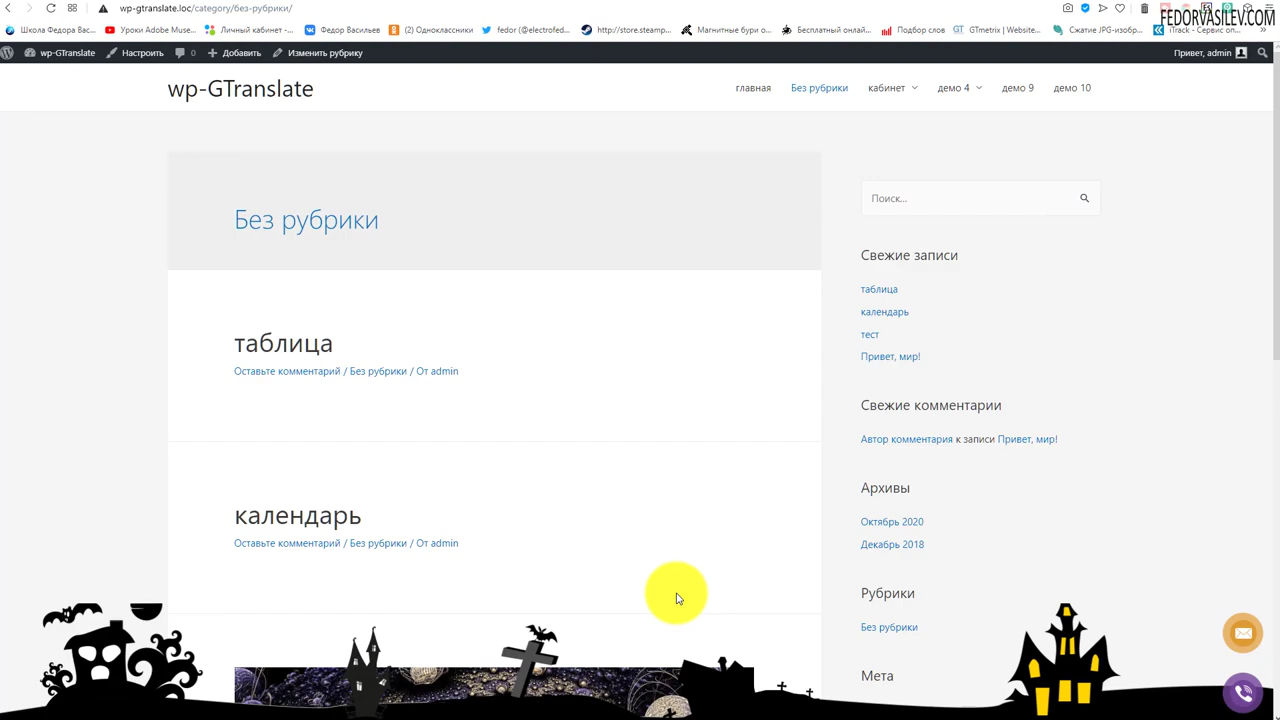 wp-gtranslate.loc/category/без-рубрики/
FEDORVASILEV.COM
Школа Федора Вас...
Уроки Adobe Muse...
Личный кабинет -...
Федор Васильев
(2) Одноклассники
fedor (@electrofed...
http://store.steamp...
Магнитные бури о...
Бесплатный онлай...
Подбор слов
GTmetrix | Website...
Сжатие JPG-изобр...
iTrack - Сервис оп...
wp-GTranslate
Настроить
0
Добавить
Изменить рубрику
Привет, admin
wp-GTranslate
главная
Без рубрики
кабинет
демо 4
демо 9
демо 10
Без рубрики
таблица
Оставьте комментарий / Без рубрики / От admin
календарь
Оставьте комментарий / Без рубрики / От admin
Поиск...
Свежие записи
таблица
календарь
тест
Привет, мир!
Свежие комментарии
Автор комментария к записи Привет, мир!
Архивы
Октябрь 2020
Декабрь 2018
Рубрики
Без рубрики
Мета